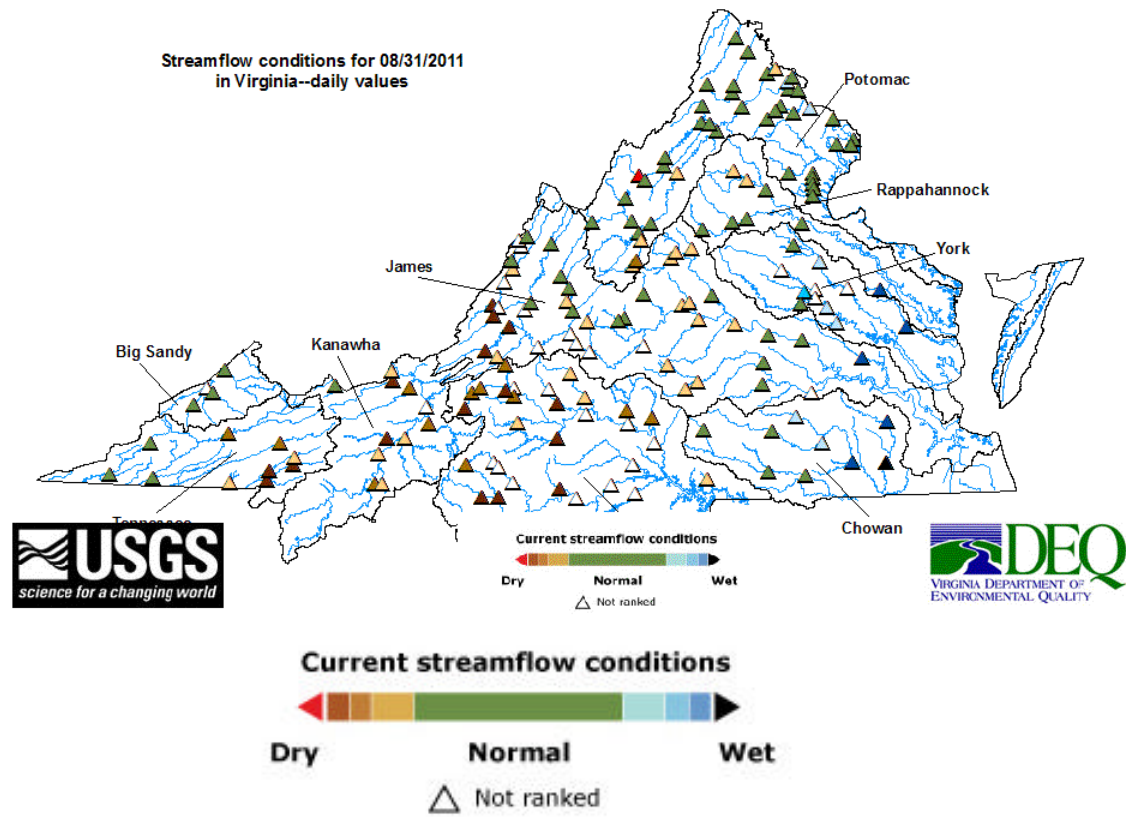 Streamflow conditions for 08/31/2011
in Virginia--daily values
Potomac
Rappahannock
York
James
Kanawha
Big Sandy
Tennessee
Chowan
USGS
science for a changing world
Current streamflow conditions
Dry Normal Wet
Not ranked
DEQ
VIRGINIA DEPARTMENT OF
ENVIRONMENTAL QUALITY
Current streamflow conditions
Dry Normal Wet
Not ranked